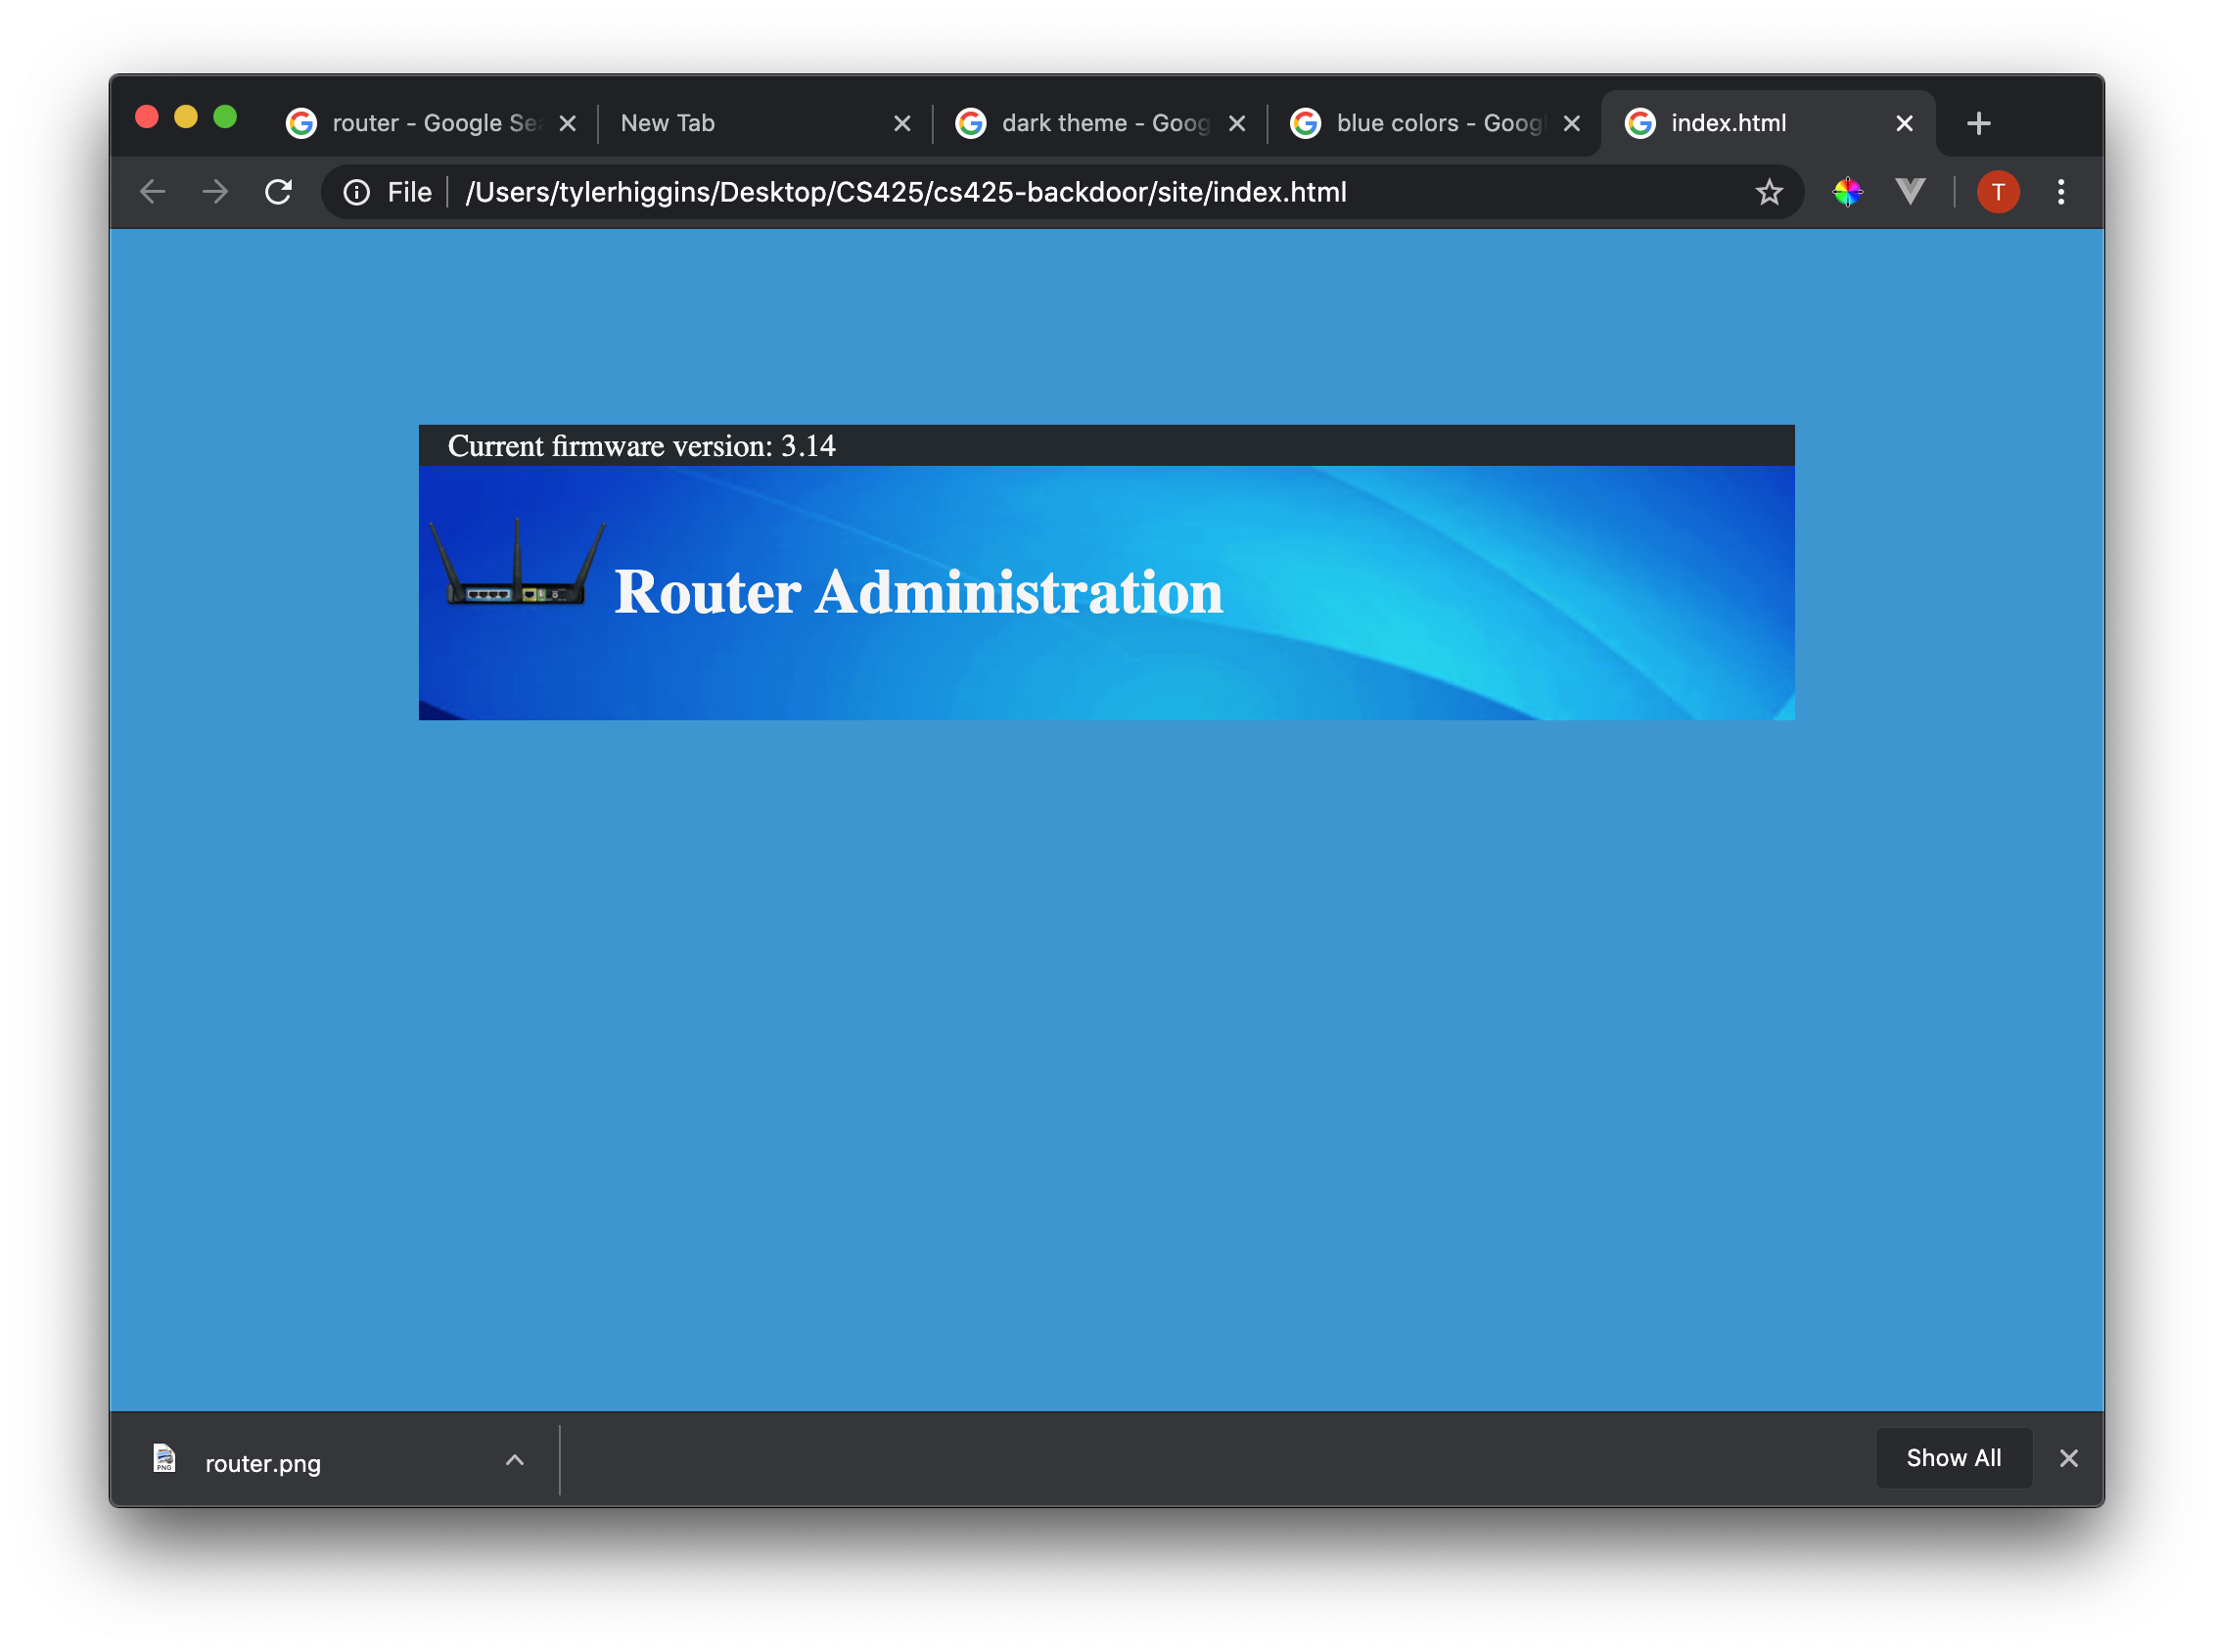 router - Google Se
New Tab
dark theme - Goog
blue colors - Googl
index.html
File
/Users/tylerhiggins/Desktop/CS425/cs425-backdoor/site/index.html
T
Current firmware version: 3.14
Router Administration
PNG
router.png
Show All